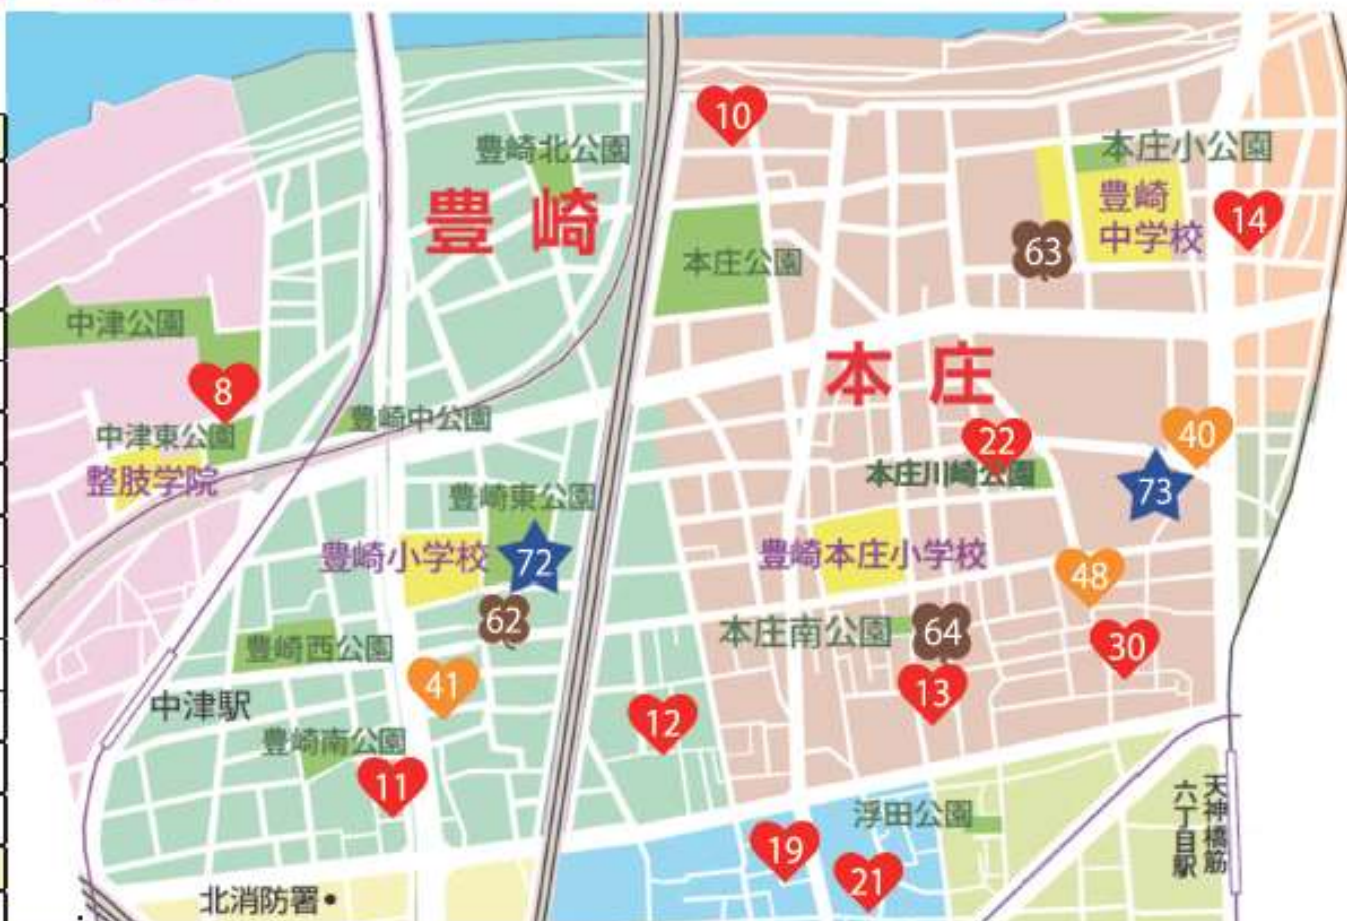 10
豊崎北公園
本庄小公園
豊崎
中学校
豊崎
14
63
本庄公園
中津公園
本庄
8
豊崎中公園
22
40
中津東公園
整肢学院
本庄川崎公園
73
豊崎東公園
豊崎小学校
72
豊崎本庄小学校
48
62
本庄南公園
64
30
豊崎西公園
41
13
中津駅
12
豊崎南公園
11
天神橋筋
六丁目駅
浮田公園
19
21
北消防署